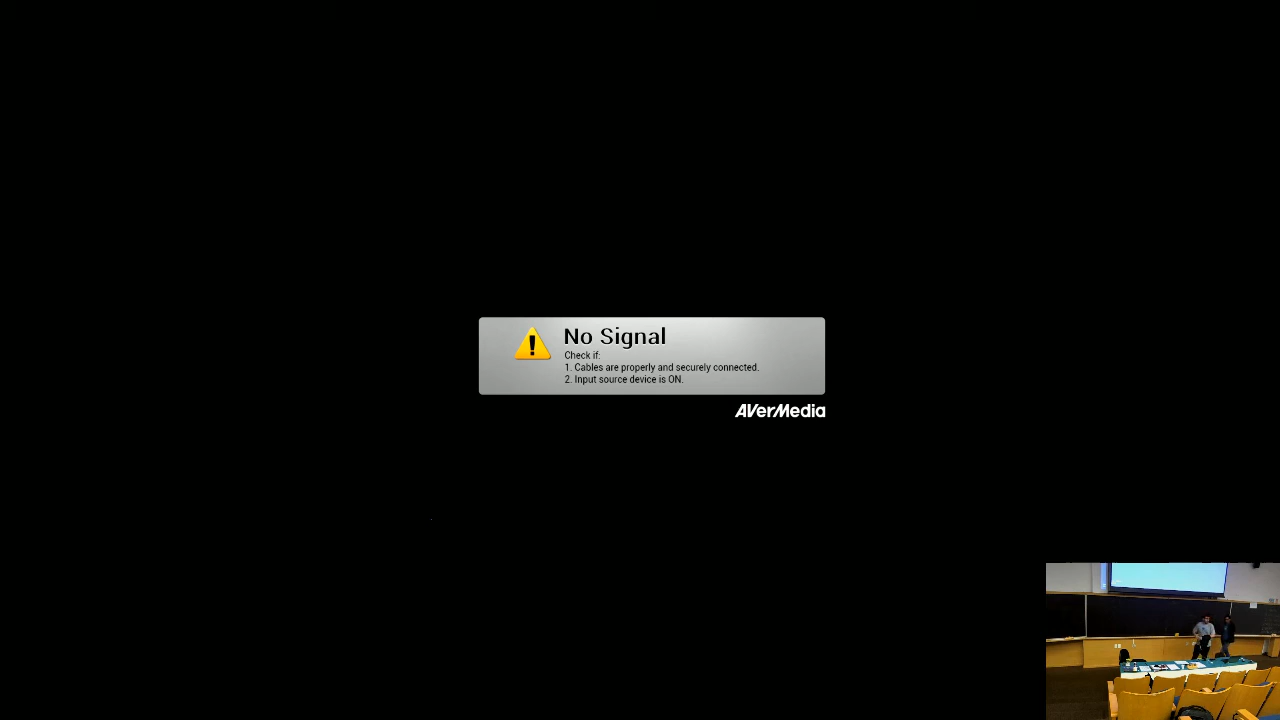 No Signal
Check if:
1. Cables are properly and securely connected.
2. Input source device is ON.
AVerMedia